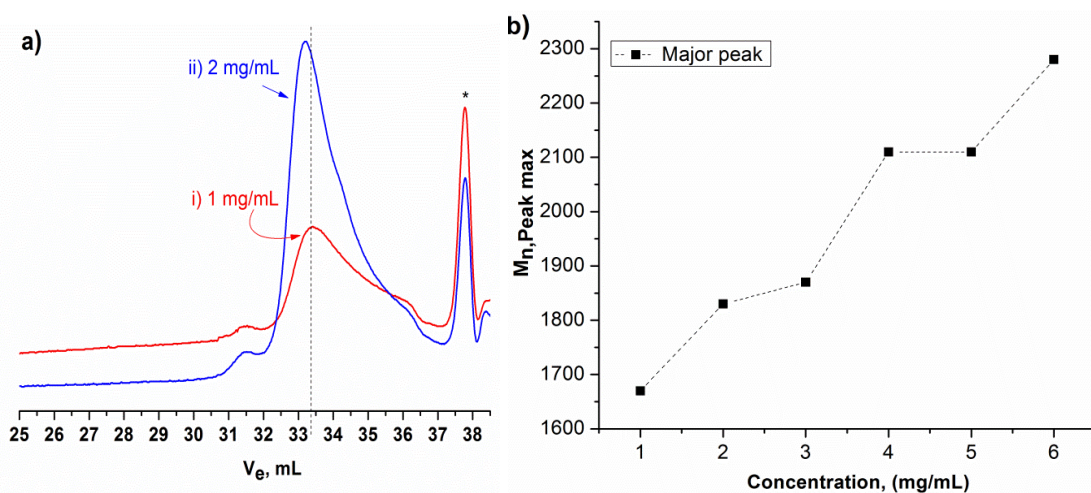 a)
ii) 2 mg/mL
*
i) 1 mg/mL
25 26 27 28 29 30 31 32 33 34 35 36 37 38
Ve, mL
b)
Major peak
2300
2200
2100
2000
1900
1800
1700
1600
Mn,Peak max
1 2 3 4 5 6
Concentration, (mg/mL)